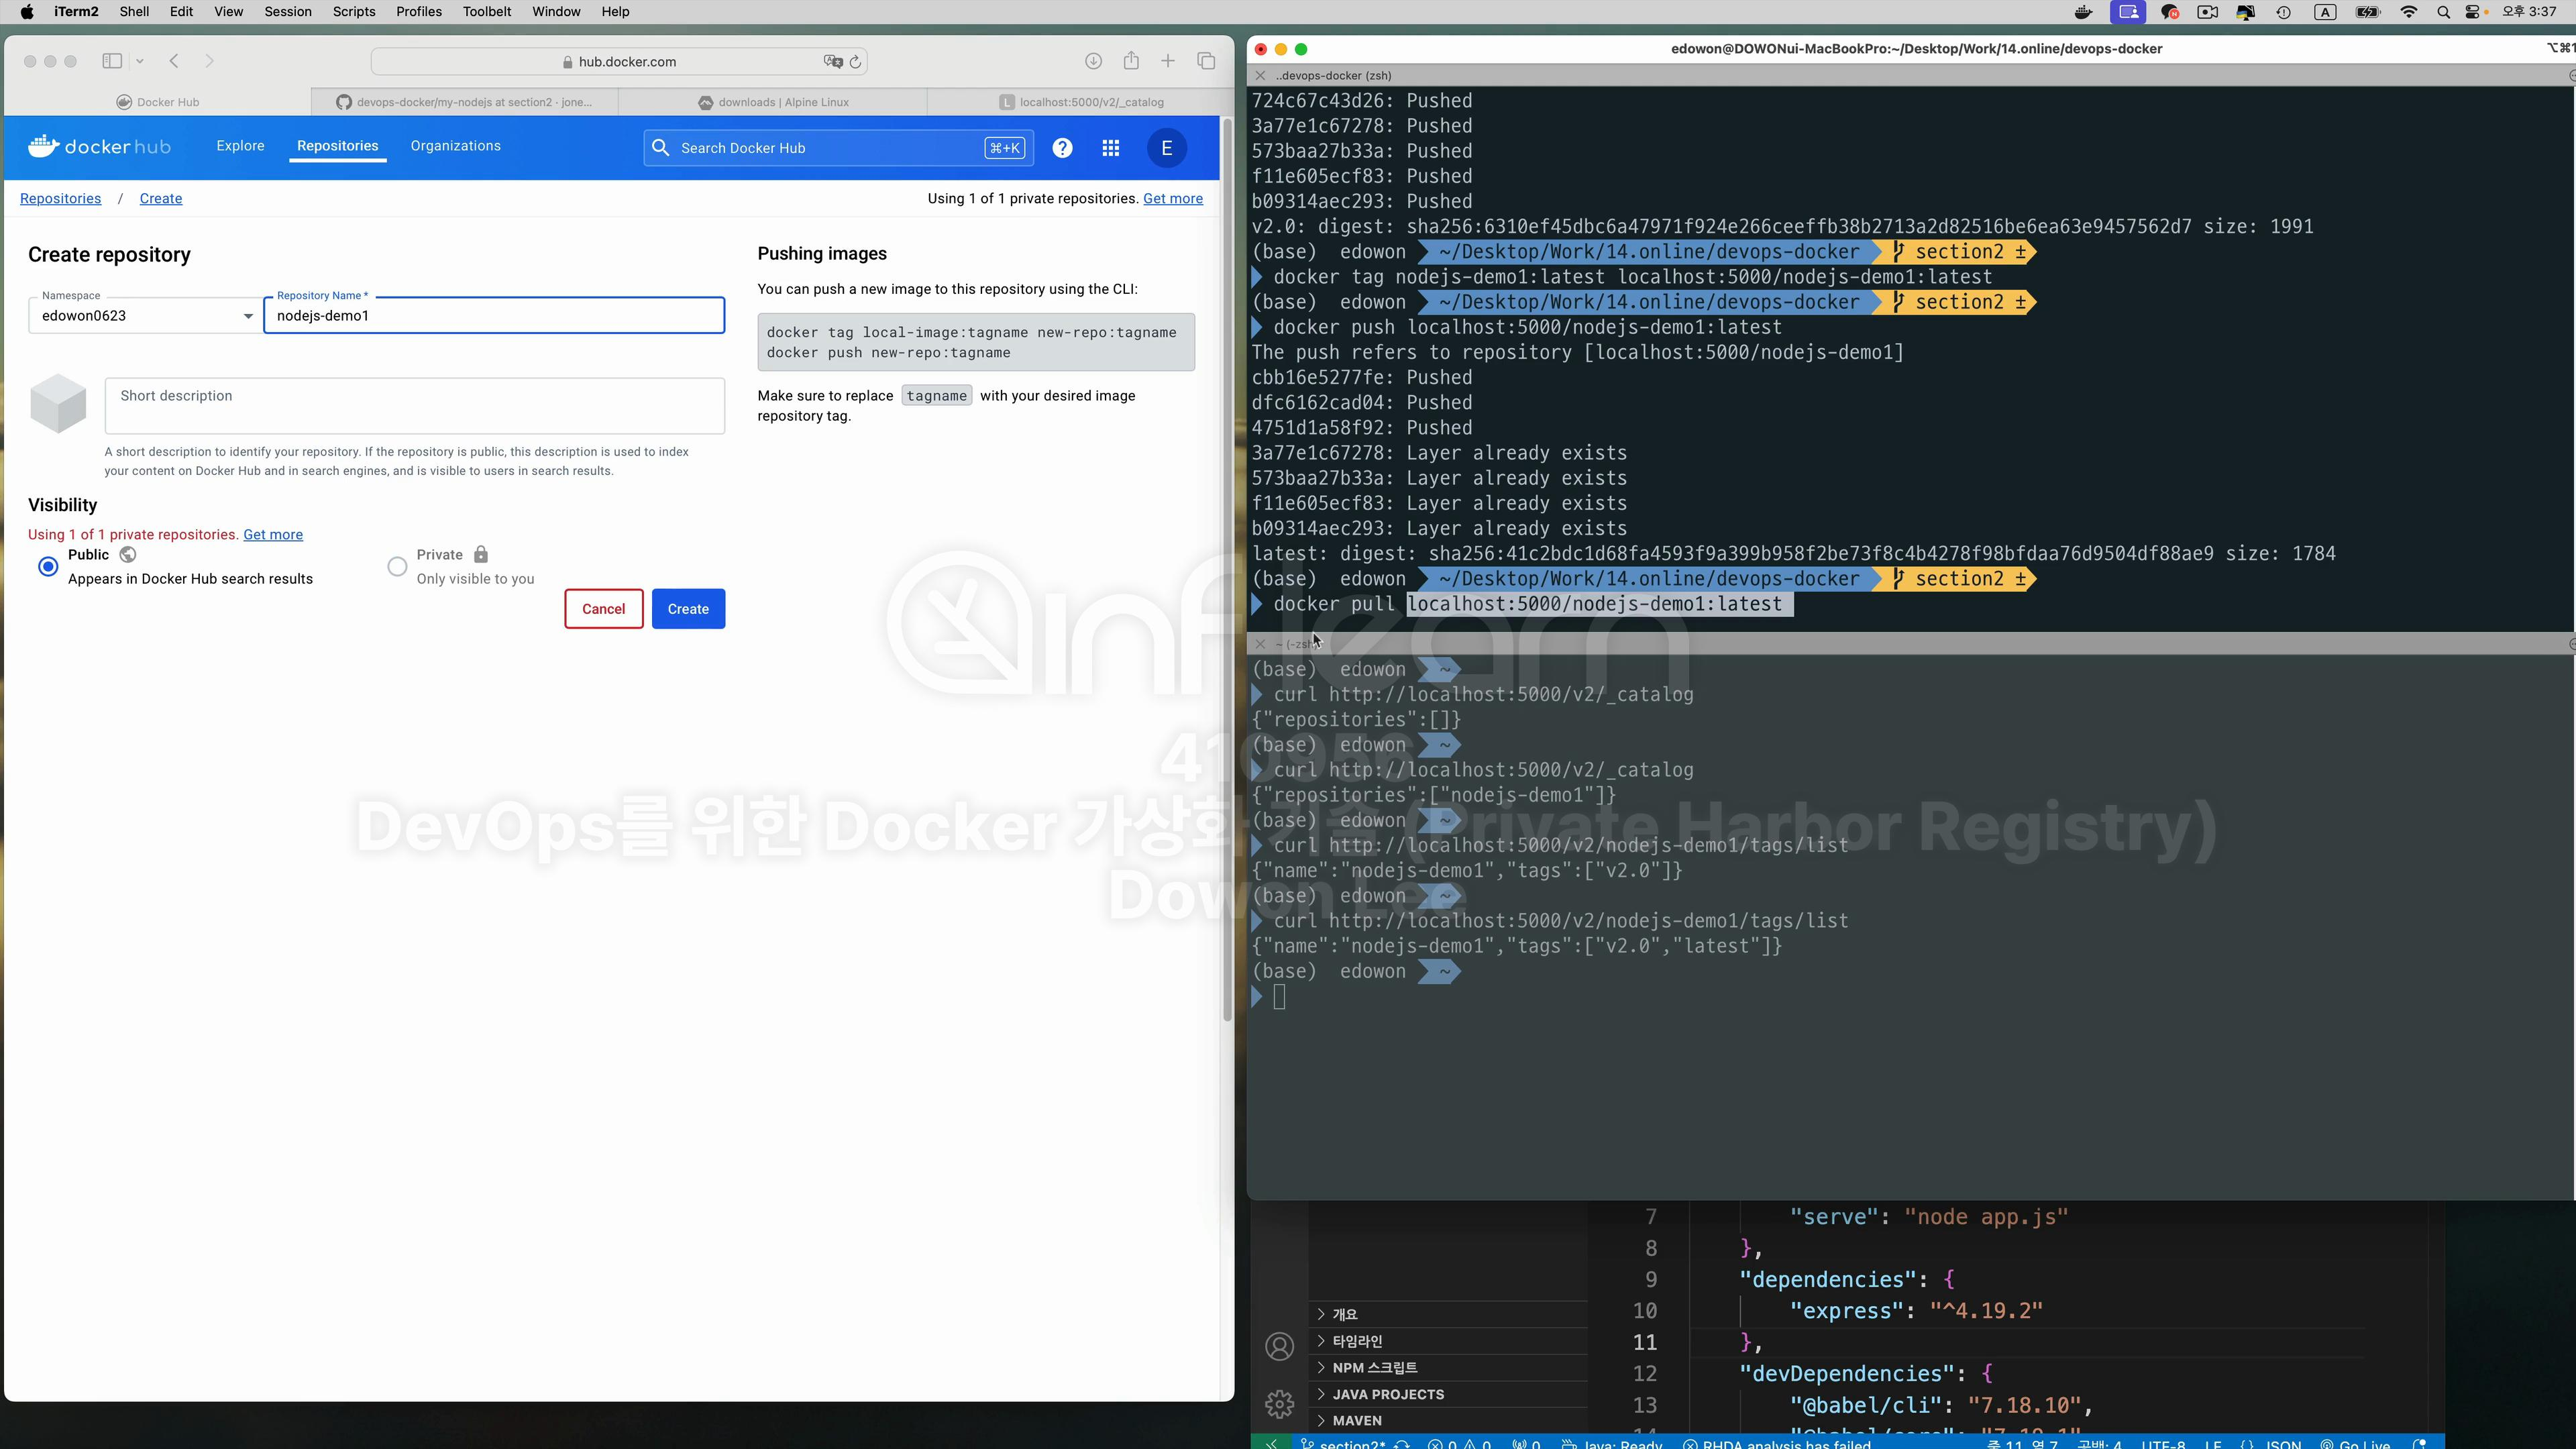 iTerm2 Shell Edit View Session Scripts Profiles Toolbelt Window Help
오후 3:37
hub.docker.com
Docker Hub
devops-docker/my-nodejs at section2 · jone...
downloads | Alpine Linux
localhost:5000/v2/_catalog
docker hub
Explore
Repositories
Organizations
Search Docker Hub
⌘+K
E
Repositories / Create
Using 1 of 1 private repositories. Get more
Create repository
Namespace
edowon0623
Repository Name *
nodejs-demo1
Short description
A short description to identify your repository. If the repository is public, this description is used to index
your content on Docker Hub and in search engines, and is visible to users in search results.
Visibility
Using 1 of 1 private repositories. Get more
Public
Appears in Docker Hub search results
Private
Only visible to you
Cancel
Create
Pushing images
You can push a new image to this repository using the CLI:
docker tag local-image:tagname new-repo:tagname
docker push new-repo:tagname
Make sure to replace tagname with your desired image
repository tag.
edowon@DOWONui-MacBookPro:~/Desktop/Work/14.online/devops-docker
..devops-docker (zsh)
724c67c43d26: Pushed
3a77e1c67278: Pushed
573baa27b33a: Pushed
f11e605ecf83: Pushed
b09314aec293: Pushed
v2.0: digest: sha256:6310ef45dbc6a47971f924e266ceeffb38b2713a2d82516be6ea63e9457562d7 size: 1991
(base) edowon ~/Desktop/Work/14.online/devops-docker section2 ±
docker tag nodejs-demo1:latest localhost:5000/nodejs-demo1:latest
(base) edowon ~/Desktop/Work/14.online/devops-docker section2 ±
docker push localhost:5000/nodejs-demo1:latest
The push refers to repository [localhost:5000/nodejs-demo1]
cbb16e5277fe: Pushed
dfc6162cad04: Pushed
4751d1a58f92: Pushed
3a77e1c67278: Layer already exists
573baa27b33a: Layer already exists
f11e605ecf83: Layer already exists
b09314aec293: Layer already exists
latest: digest: sha256:41c2bdc1d68fa4593f9a399b958f2be73f8c4b4278f98bfdaa76d9504df88ae9 size: 1784
(base) edowon ~/Desktop/Work/14.online/devops-docker section2 ±
docker pull localhost:5000/nodejs-demo1:latest
~ (-zsh)
(base) edowon ~
curl http://localhost:5000/v2/_catalog
{"repositories":[]}
(base) edowon ~
curl http://localhost:5000/v2/_catalog
{"repositories":["nodejs-demo1"]}
(base) edowon ~
curl http://localhost:5000/v2/nodejs-demo1/tags/list
{"name":"nodejs-demo1","tags":["v2.0"]}
(base) edowon ~
curl http://localhost:5000/v2/nodejs-demo1/tags/list
{"name":"nodejs-demo1","tags":["v2.0","latest"]}
(base) edowon ~
inflearn
410956
DevOps를 위한 Docker 가상화 기술 (Private Harbor Registry)
Dowon Lee
개요
타임라인
NPM 스크립트
JAVA PROJECTS
MAVEN
7 "serve": "node app.js"
8 },
9 "dependencies": {
10 "express": "^4.19.2"
11 },
12 "devDependencies": {
13 "@babel/cli": "7.18.10",
section2* 0 0 0 Java: Ready RHDA analysis has failed 줄 11, 열 7 공백: 4 UTF-8 LF {} JSON Go Live